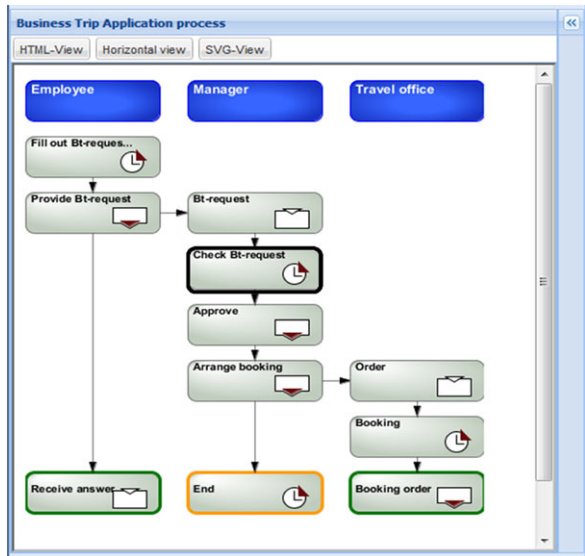 Business Trip Application process
HTML-View Horizontal view SVG-View
Employee Manager Travel office
Fill out Bt-reques...
Provide Bt-request Bt-request
Check Bt-request
Approve
Arrange booking Order
Booking
Receive answer End Booking order